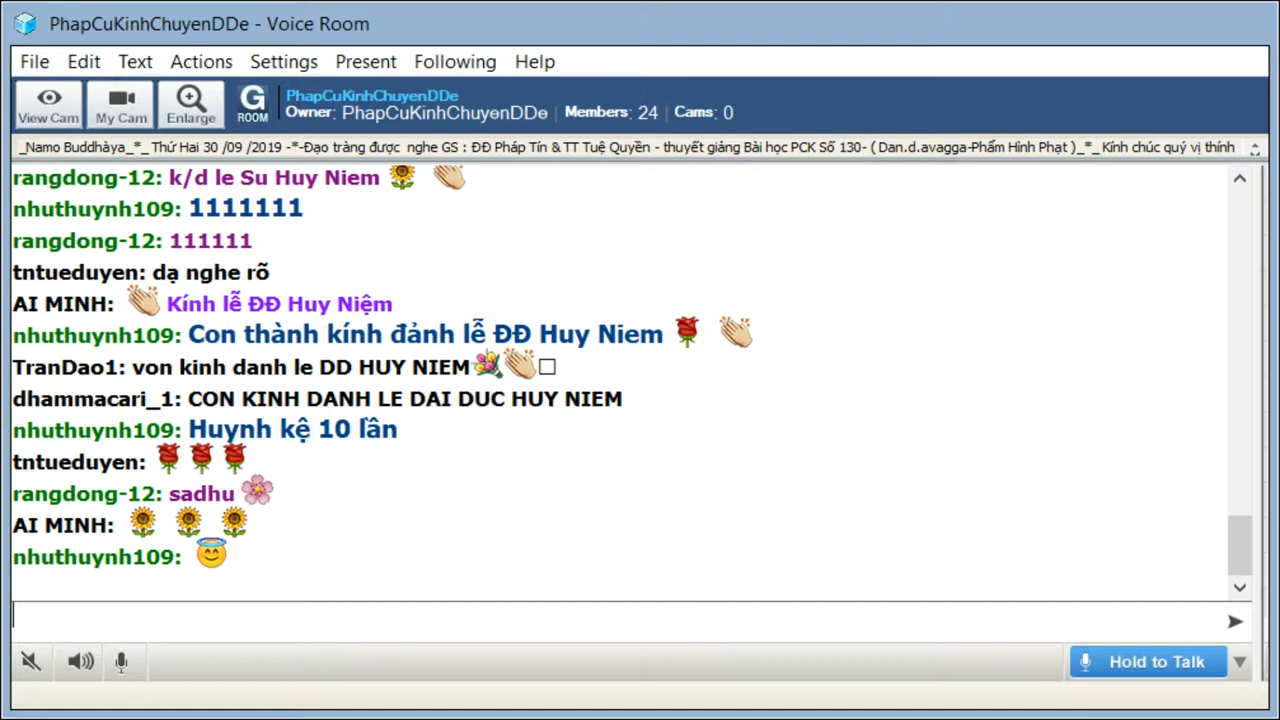 PhapCuKinhChuyenDDe - Voice Room
File Edit Text Actions Settings Present Following Help
View Cam My Cam Enlarge G ROOM
PhapCuKinhChuyenDDe
Owner: PhapCuKinhChuyenDDe | Members: 24 | Cams: 0
_Namo Buddhàya_*_ Thứ Hai 30 /09 /2019 -*-Đạo tràng được nghe GS : ĐĐ Pháp Tín & TT Tuệ Quyền - thuyết giảng Bài học PCK Số 130- ( Dan.d.avagga-Phẩm Hình Phạt )_*_ Kính chúc quý vị thính
rangdong-12: k/d le Su Huy Niem 🌻 👏
nhuthuynh109: 1111111
rangdong-12: 111111
tntueduyen: dạ nghe rõ
AI MINH: 👏 Kính lễ ĐĐ Huy Niệm
nhuthuynh109: Con thành kính đảnh lễ ĐĐ Huy Niem 🌹 👏
TranDao1: von kinh danh le DD HUY NIEM💐👏□
dhammacari_1: CON KINH DANH LE DAI DUC HUY NIEM
nhuthuynh109: Huynh kệ 10 lần
tntueduyen: 🌹🌹🌹
rangdong-12: sadhu 🌸
AI MINH: 🌻 🌻 🌻
nhuthuynh109: 😇
Hold to Talk